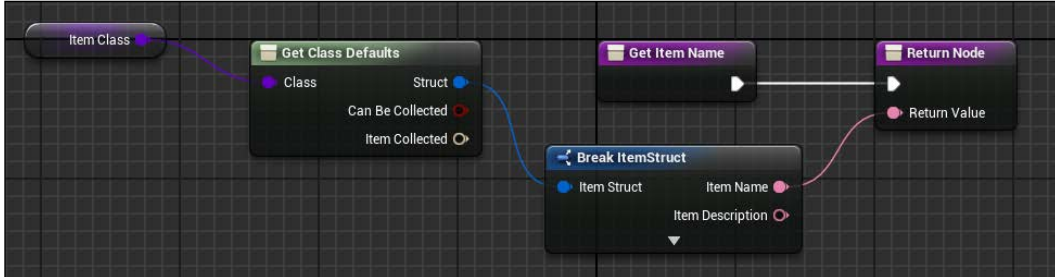 Item Class
Get Class Defaults
Class
Struct
Can Be Collected
Item Collected
Get Item Name
Return Node
Return Value
Break ItemStruct
Item Struct
Item Name
Item Description